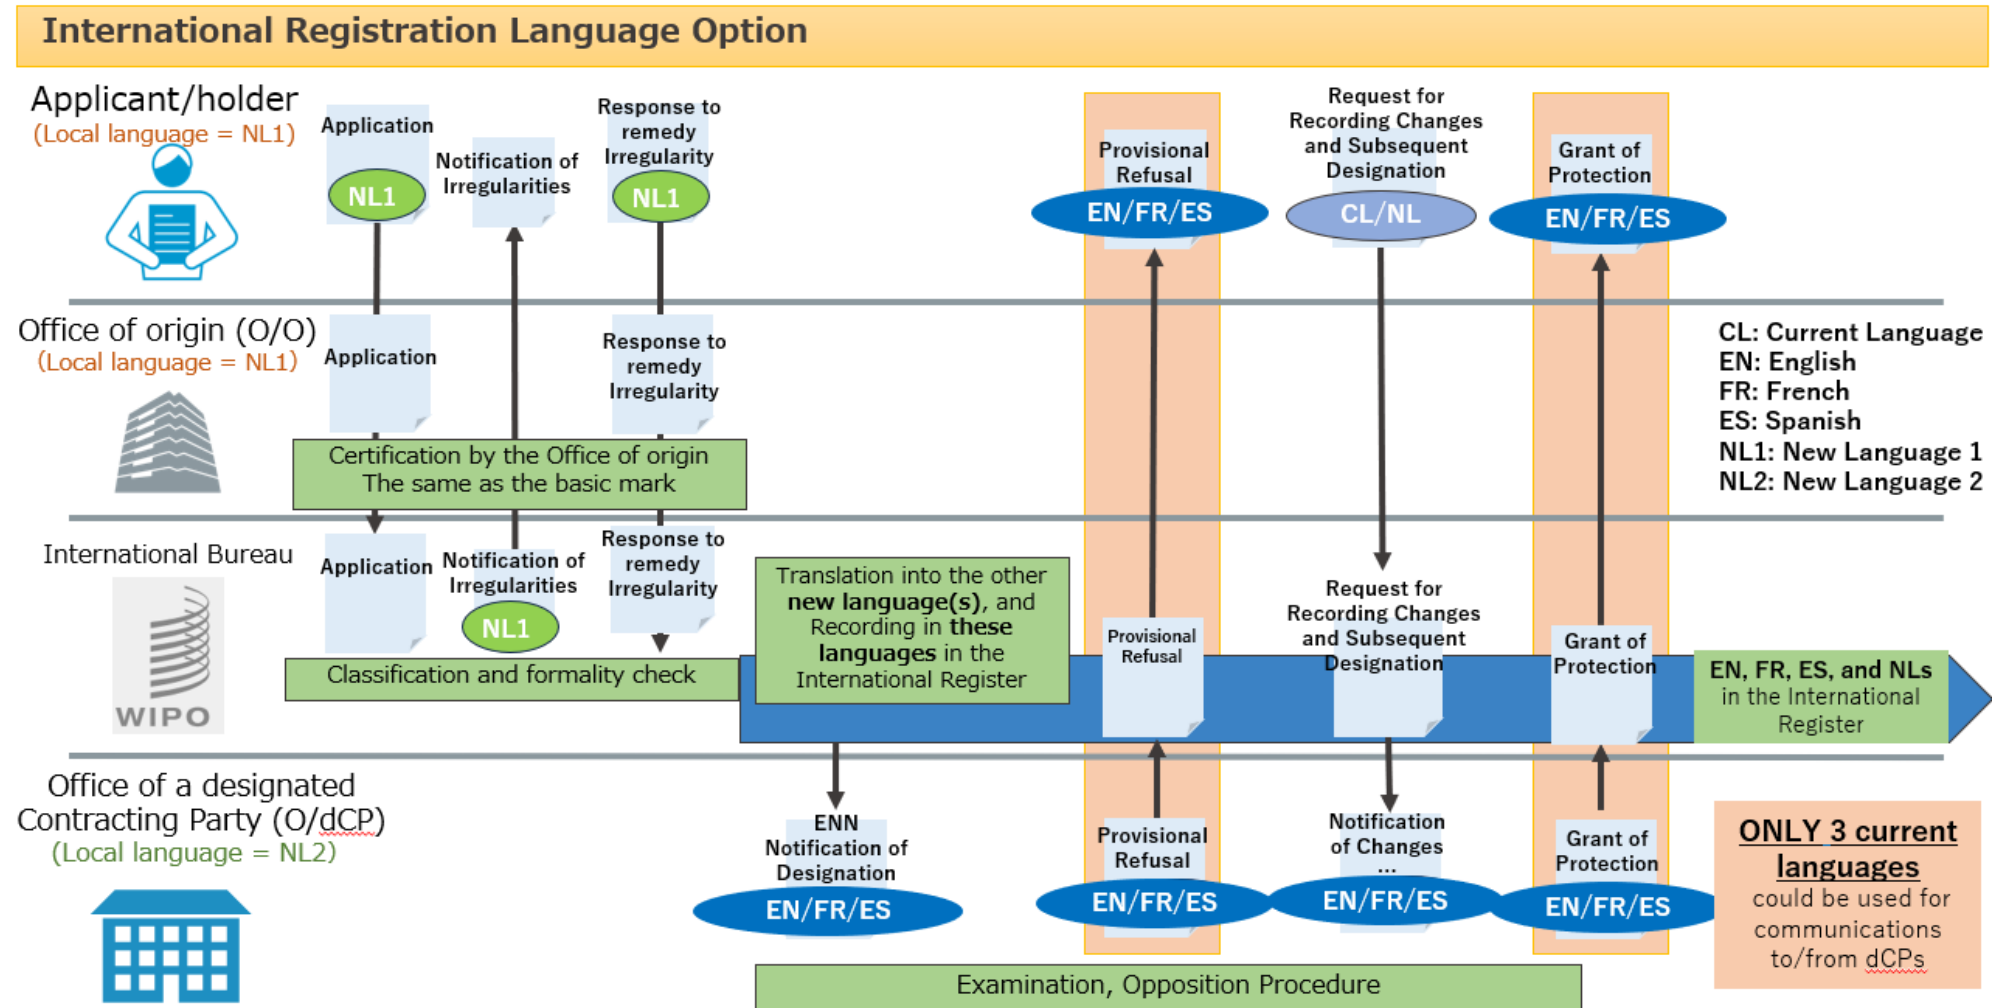 International Registration Language Option
Applicant/holder
(Local language = NL1)
Application
NL1
Notification of
Irregularities
Response to
remedy
Irregularity
NL1
Provisional
Refusal
EN/FR/ES
Request for
Recording Changes
and Subsequent
Designation
CL/NL
Grant of
Protection
EN/FR/ES
Office of origin (O/O)
(Local language = NL1)
Application
Response to
remedy
Irregularity
Certification by the Office of origin
The same as the basic mark
CL: Current Language
EN: English
FR: French
ES: Spanish
NL1: New Language 1
NL2: New Language 2
International Bureau
WIPO
Application
Notification of
Irregularities
NL1
Response to
remedy
Irregularity
Classification and formality check
Translation into the other
new language(s), and
Recording in these
languages in the
International Register
Provisional
Refusal
Request for
Recording Changes
and Subsequent
Designation
Grant of
Protection
EN, FR, ES, and NLs
in the International
Register
Office of a designated
Contracting Party (O/dCP)
(Local language = NL2)
ENN
Notification of
Designation
EN/FR/ES
Provisional
Refusal
EN/FR/ES
Notification
of Changes
...
EN/FR/ES
Grant of
Protection
EN/FR/ES
ONLY 3 current
languages
could be used for
communications
to/from dCPs
Examination, Opposition Procedure